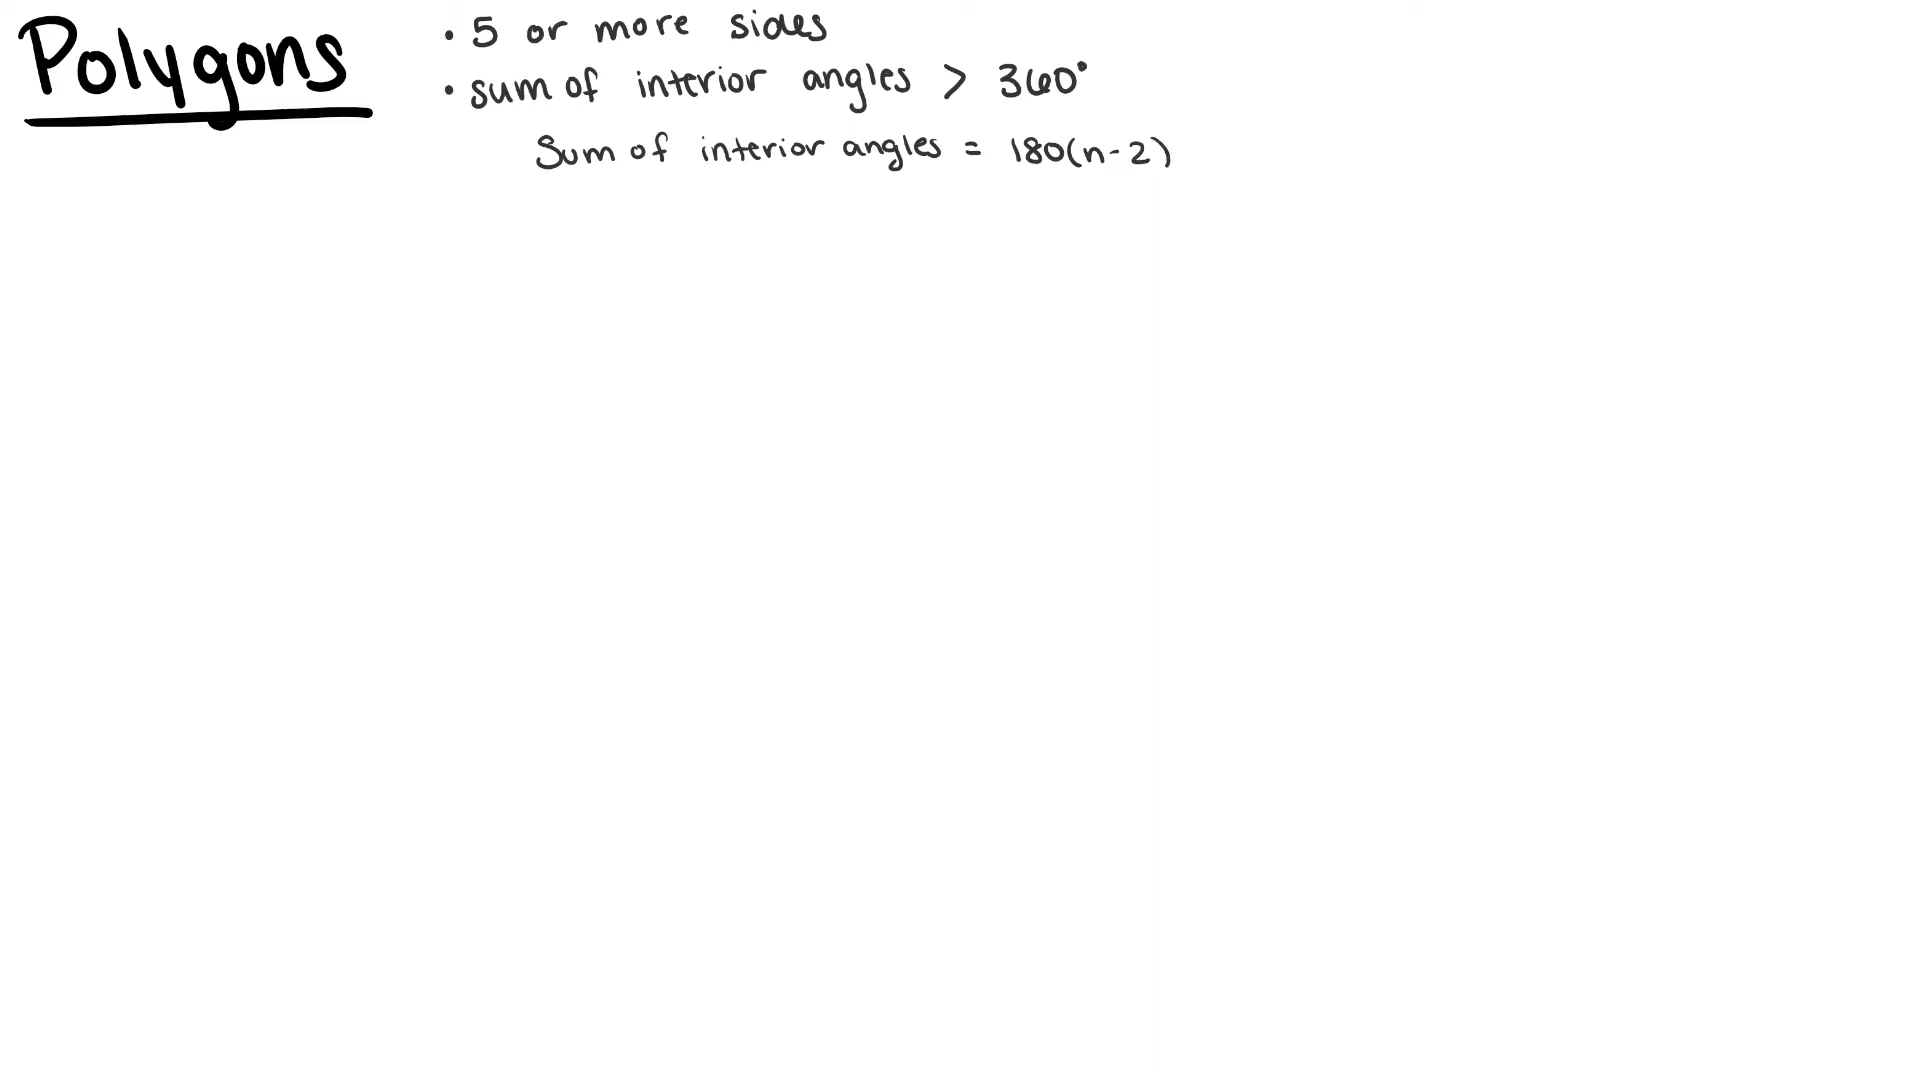 Polygons
• 5 or more sides
• sum of interior angles > 360°
Sum of interior angles = 180(n-2)